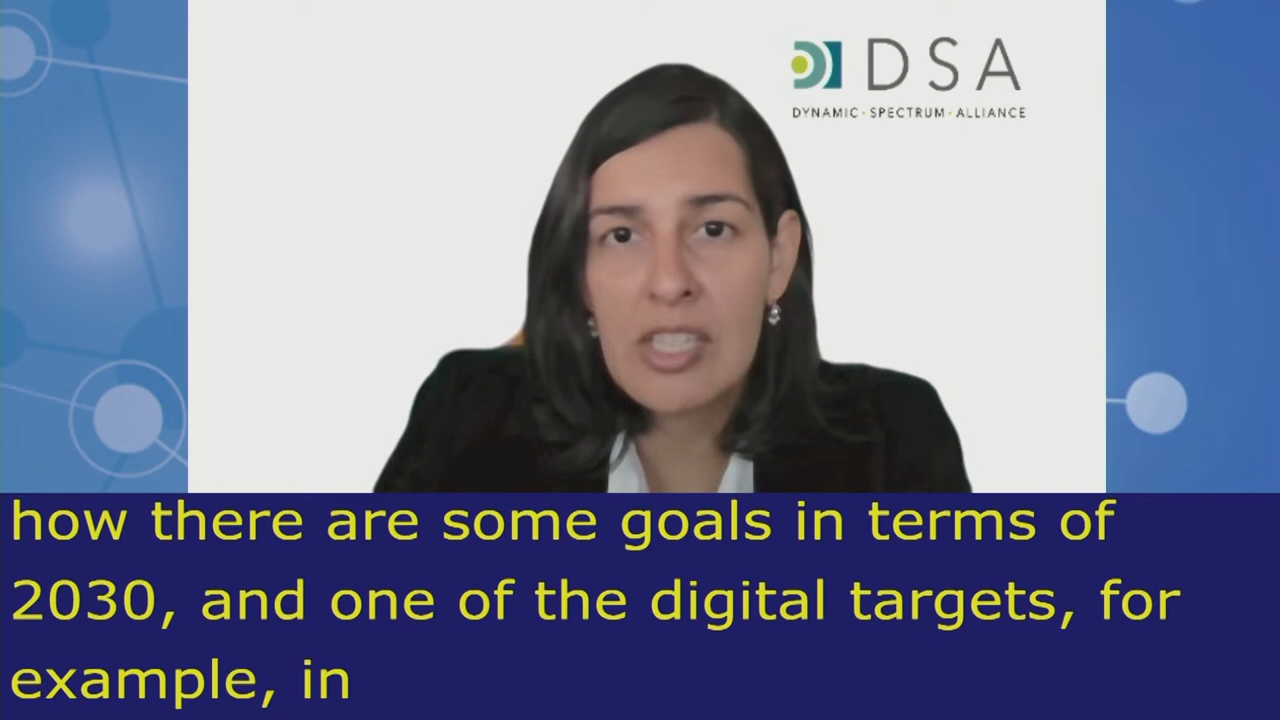 DSA
DYNAMIC · SPECTRUM · ALLIANCE
how there are some goals in terms of
2030, and one of the digital targets, for
example, in